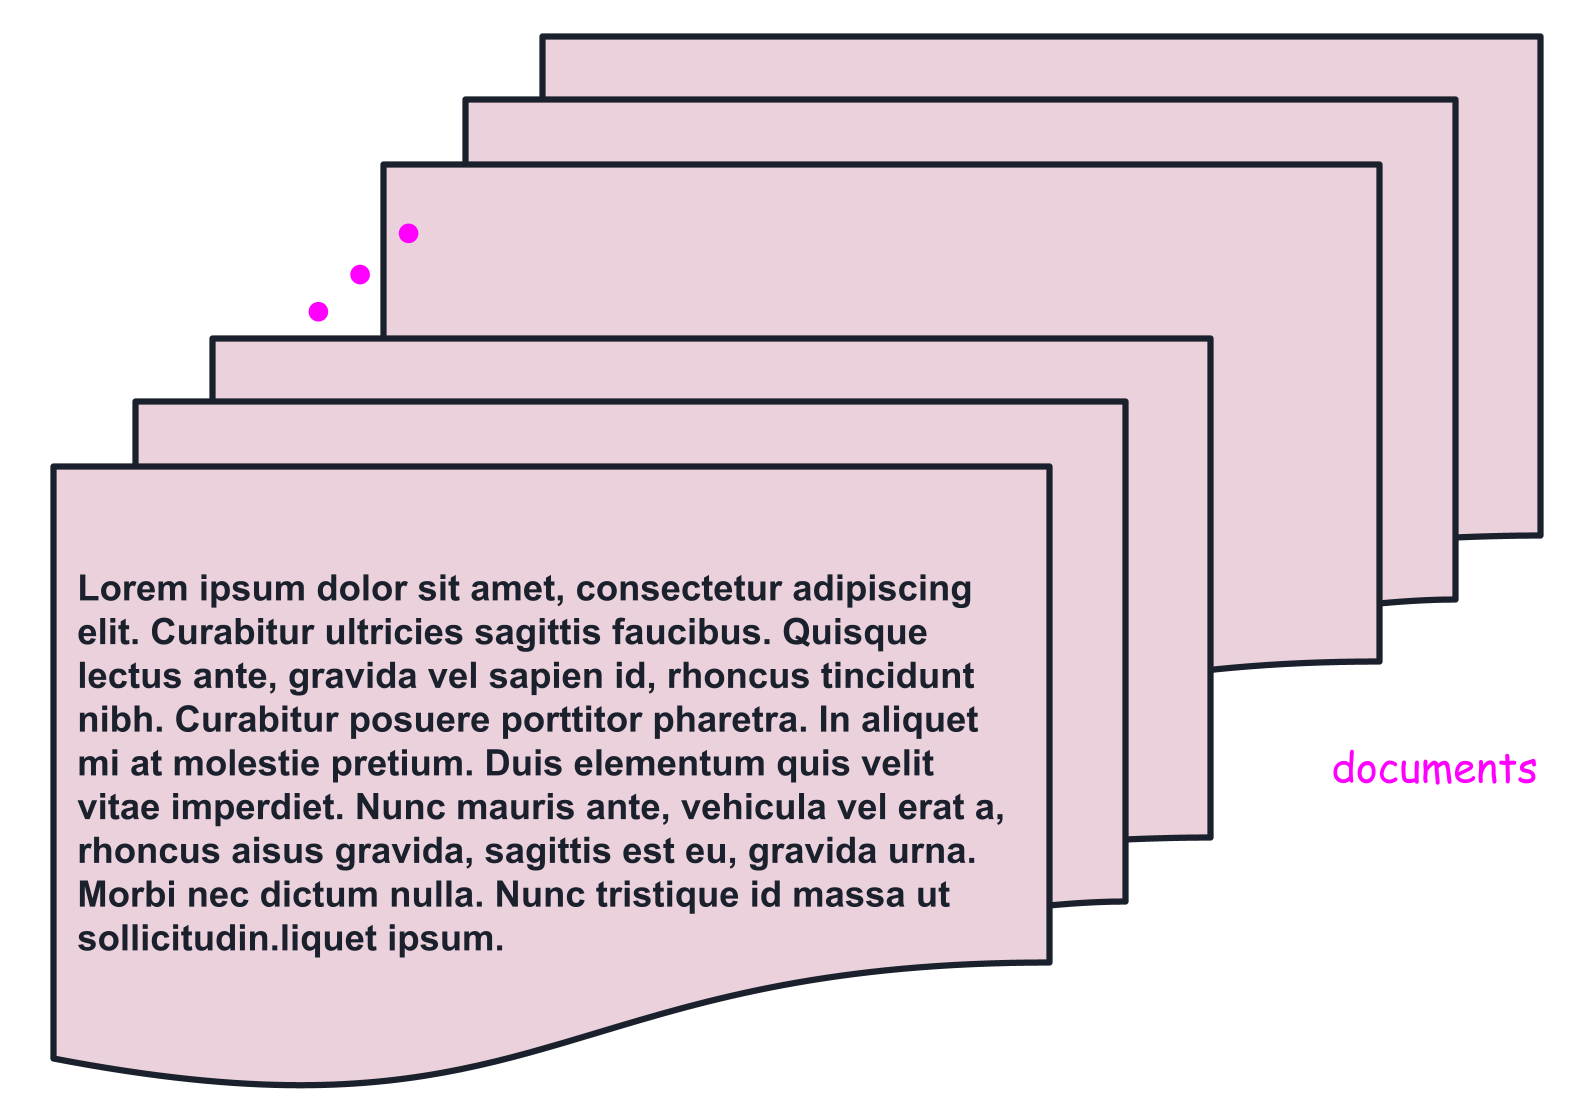 Lorem ipsum dolor sit amet, consectetur adipiscing
elit. Curabitur ultricies sagittis faucibus. Quisque
lectus ante, gravida vel sapien id, rhoncus tincidunt
nibh. Curabitur posuere porttitor pharetra. In aliquet
mi at molestie pretium. Duis elementum quis velit
vitae imperdiet. Nunc mauris ante, vehicula vel erat a,
rhoncus aisus gravida, sagittis est eu, gravida urna.
Morbi nec dictum nulla. Nunc tristique id massa ut
sollicitudin.liquet ipsum.
documents